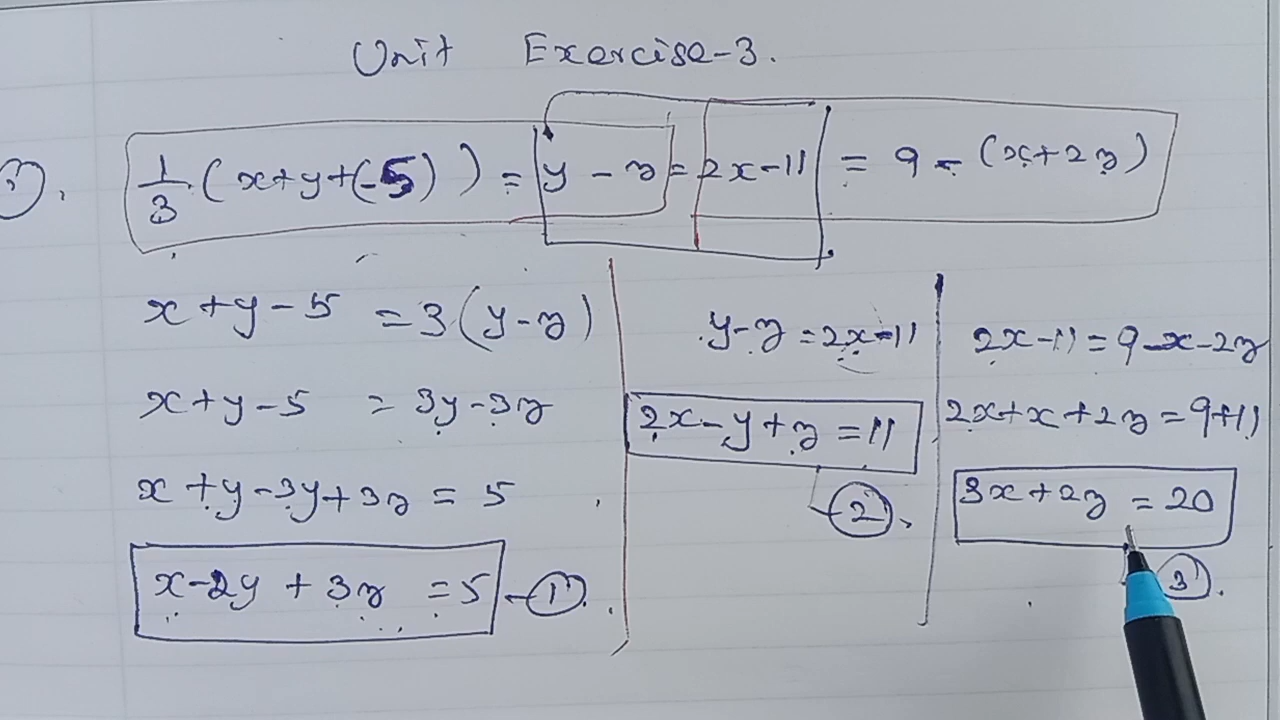 Unit Exercise-3.
1). 1/3 (x+y+(-5)) = y - z = 2x-11 = 9 - (x+2z)
x+y-5 = 3(y-z)
x+y-5 = 3y-3z
x+y-3y+3z = 5
x-2y+3z = 5 - ①.
y-z = 2x-11
2x-y+z = 11
②.
2x-11 = 9-x-2z
2x+x+2z = 9+11
3x+2z = 20
③.